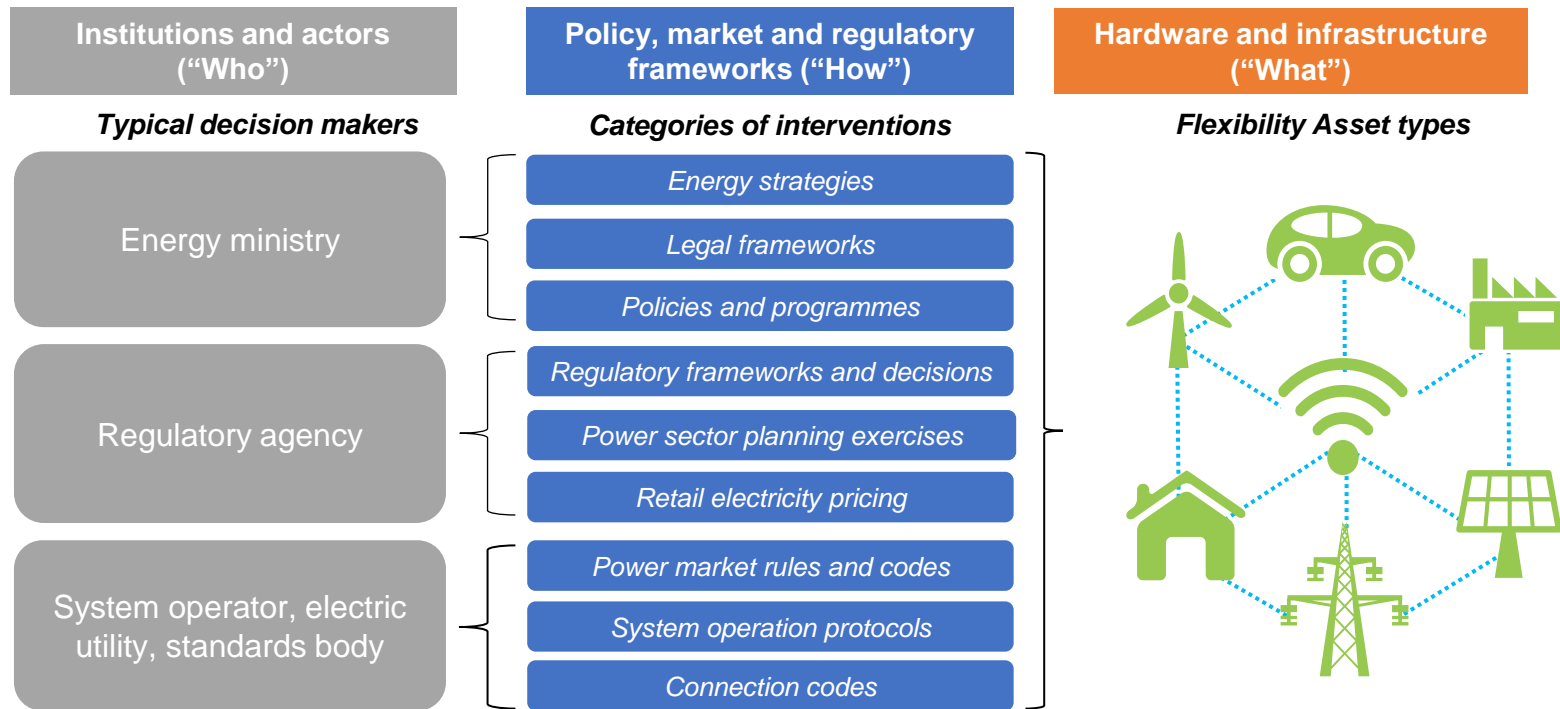 Institutions and actors
(“Who”)
Policy, market and regulatory
frameworks (“How”)
Hardware and infrastructure
(“What”)
Typical decision makers
Categories of interventions
Flexibility Asset types
Energy ministry
Energy strategies
Legal frameworks
Policies and programmes
Regulatory agency
Regulatory frameworks and decisions
Power sector planning exercises
Retail electricity pricing
System operator, electric
utility, standards body
Power market rules and codes
System operation protocols
Connection codes